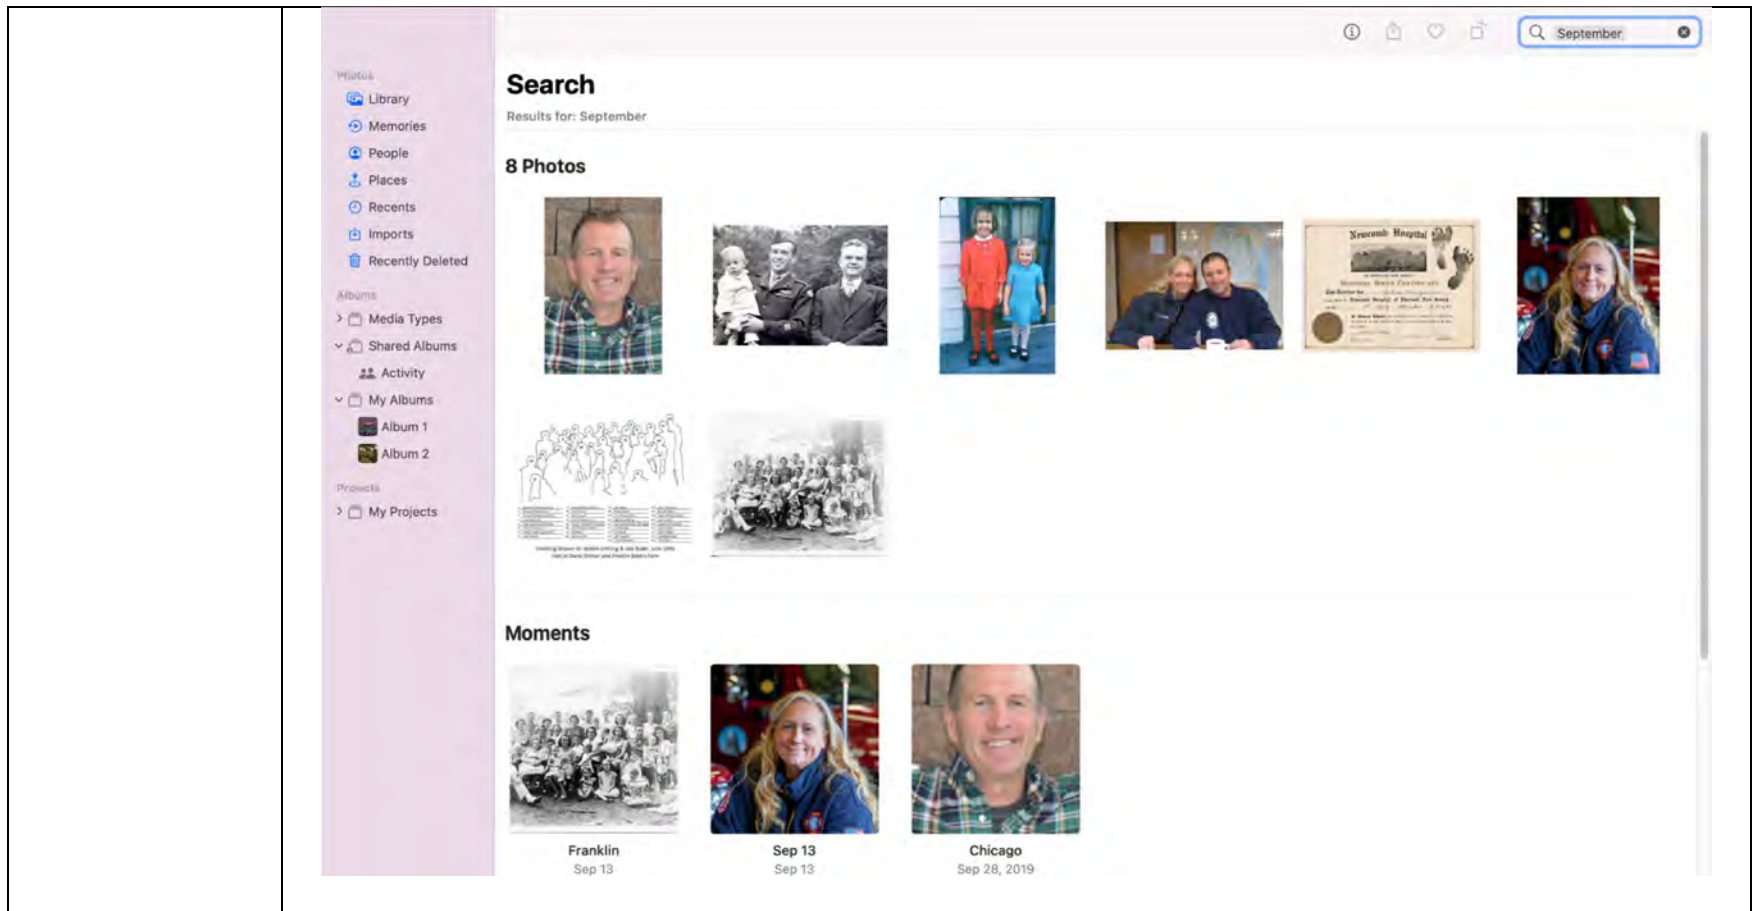 September
Photos
Library
Memories
People
Places
Recents
Imports
Recently Deleted
Albums
Media Types
Shared Albums
Activity
My Albums
Album 1
Album 2
Projects
My Projects
Search
Results for: September
8 Photos
Newcomb Hospital
Moments
Franklin
Sep 13
Sep 13
Sep 13
Chicago
Sep 28, 2019